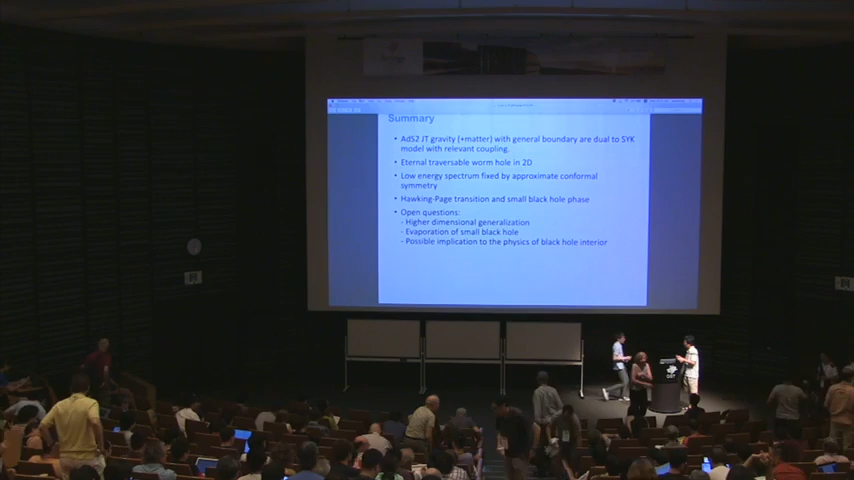 Summary
• AdS2 JT gravity (+matter) with general boundary are dual to SYK
model with relevant coupling.
• Eternal traversable worm hole in 2D
• Low energy spectrum fixed by approximate conformal
symmetry
• Hawking-Page transition and small black hole phase
• Open questions:
- Higher dimensional generalization
- Evaporation of small black hole
- Possible implication to the physics of black hole interior
OIST